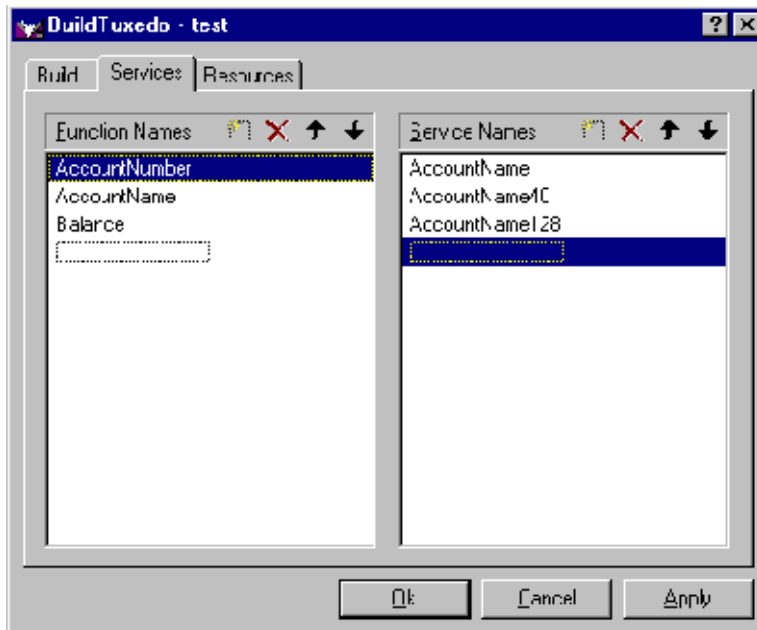 BuildTuxedo - test
Build Services Resources
Function Names Service Names
AccountNumber
AccountName
Balance
AccountName
AccountName40
AccountName128
Ok Cancel Apply